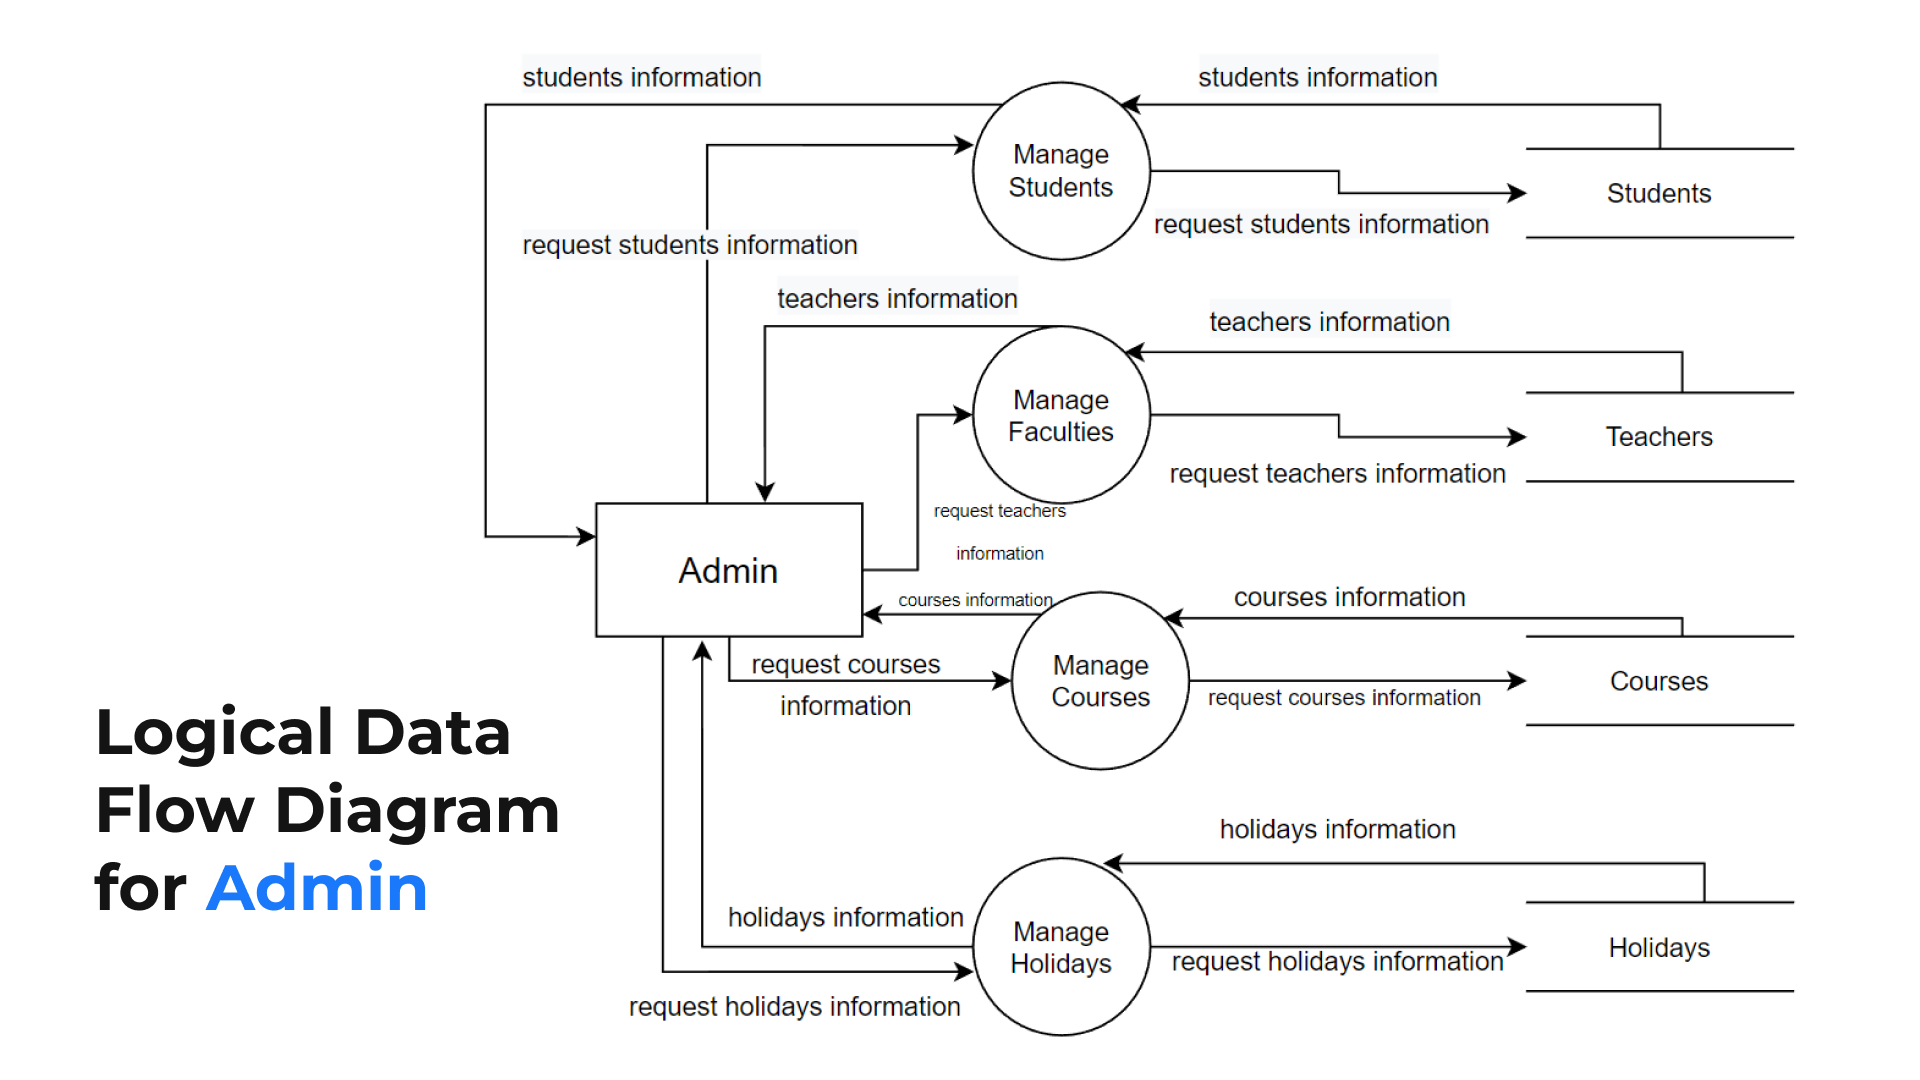 students information
students information
Manage
Students
Students
request students information
request students information
teachers information
teachers information
Manage
Faculties
Teachers
request teachers information
request teachers
information
Admin
courses information
courses information
request courses
information
Manage
Courses
Courses
request courses information
Logical Data
Flow Diagram
for Admin
holidays information
holidays information
Manage
Holidays
Holidays
request holidays information
request holidays information